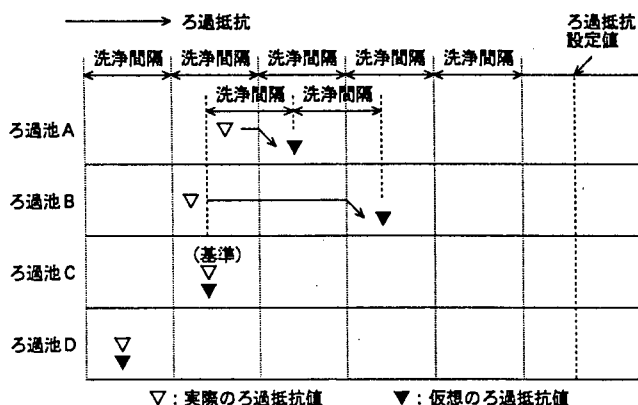 ろ過抵抗
ろ過抵抗
設定値
洗浄間隔 洗浄間隔 洗浄間隔 洗浄間隔 洗浄間隔
洗浄間隔 洗浄間隔
ろ過池A
ろ過池B
(基準)
ろ過池C
ろ過池D
▽：実際のろ過抵抗値 ▼：仮想のろ過抵抗値